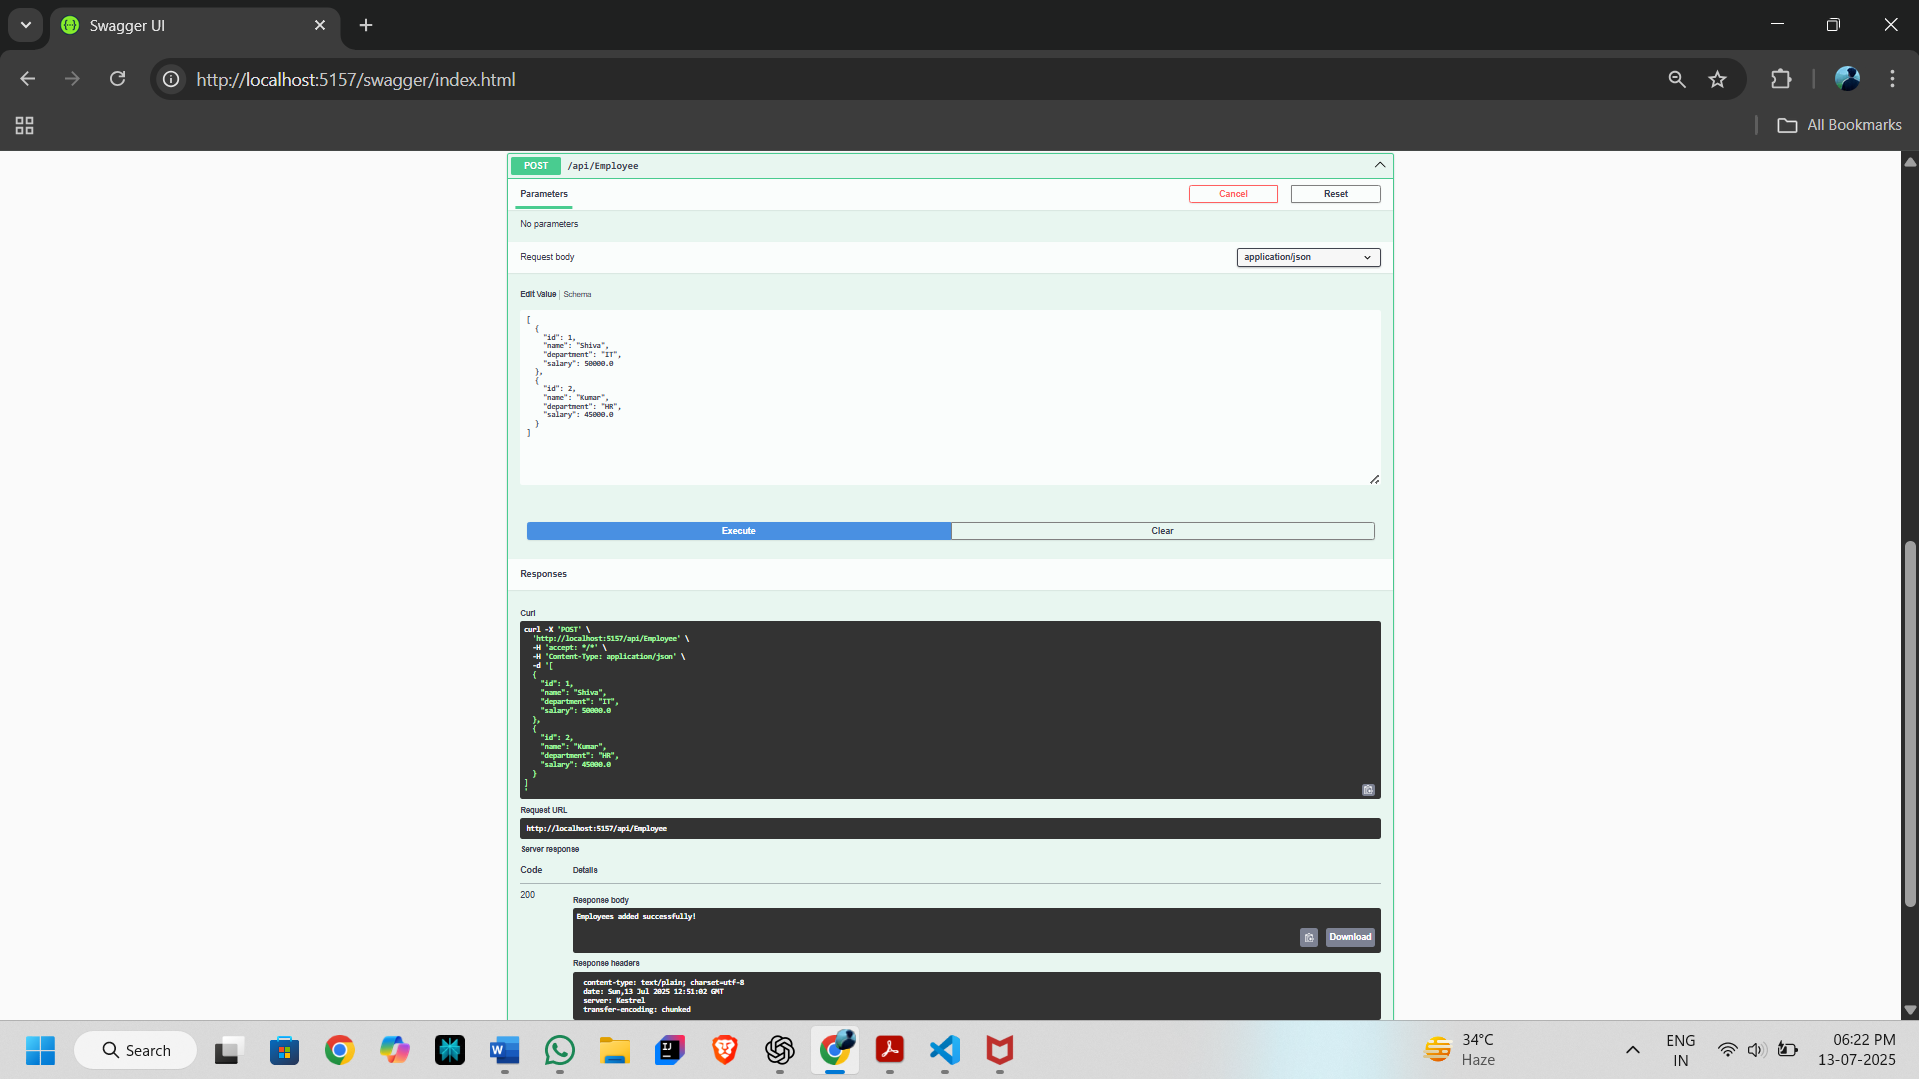 Swagger UI
http://localhost:5157/swagger/index.html
All Bookmarks
POST /api/Employee
Parameters
Cancel
Reset
No parameters
Request body
application/json
Edit Value | Schema
[
{
"id": 1,
"name": "Shiva",
"department": "IT",
"salary": 50000.0
},
{
"id": 2,
"name": "Kumar",
"department": "HR",
"salary": 45000.0
}
]
Execute
Clear
Responses
Curl
curl -X 'POST' \
'http://localhost:5157/api/Employee' \
-H 'accept: */*' \
-H 'Content-Type: application/json' \
-d '[
{
"id": 1,
"name": "Shiva",
"department": "IT",
"salary": 50000.0
},
{
"id": 2,
"name": "Kumar",
"department": "HR",
"salary": 45000.0
}
]
'
Request URL
http://localhost:5157/api/Employee
Server response
Code Details
200
Response body
Employees added successfully!
Download
Response headers
content-type: text/plain; charset=utf-8
date: Sun,13 Jul 2025 12:51:02 GMT
server: Kestrel
transfer-encoding: chunked
Search
34°C
Haze
ENG
IN
06:22 PM
13-07-2025